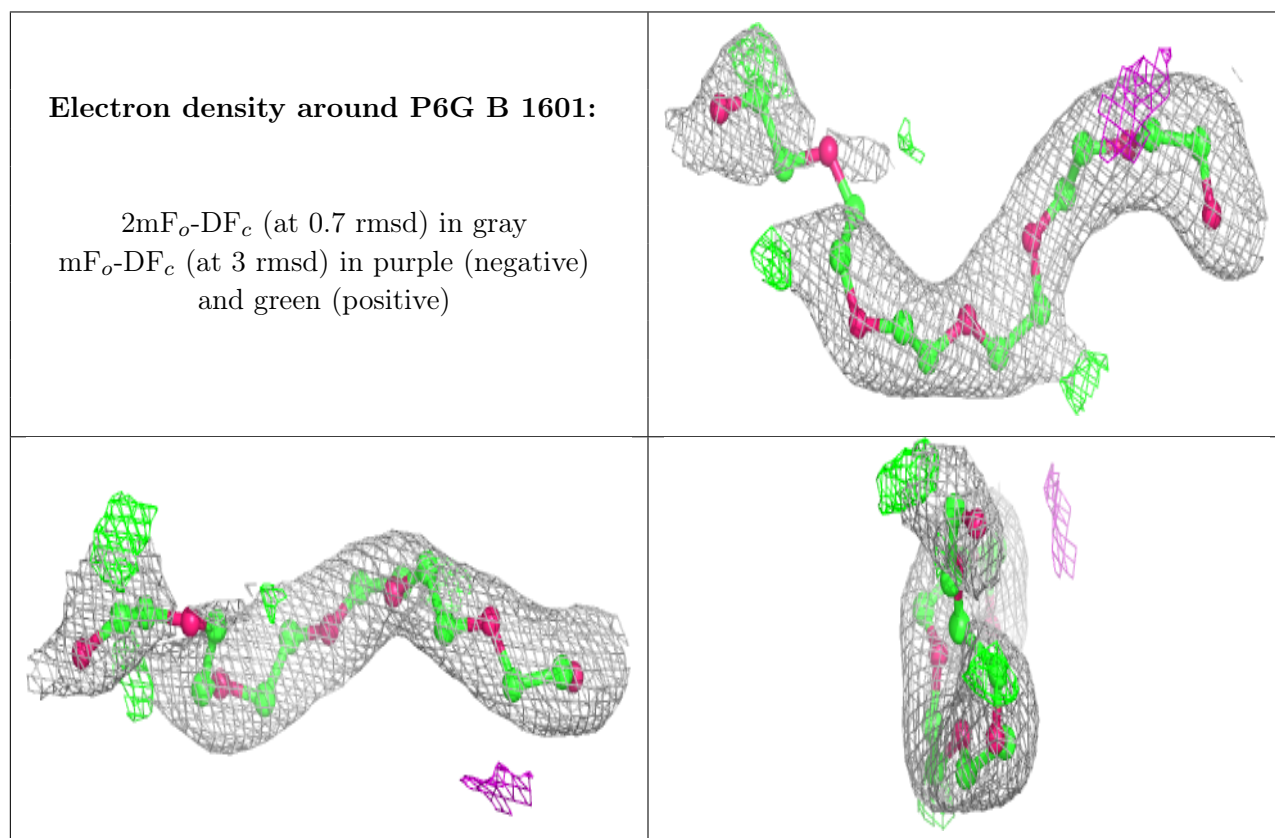 Electron density around P6G B 1601:
2mFo-DFc (at 0.7 rmsd) in gray
mFo-DFc (at 3 rmsd) in purple (negative)
and green (positive)